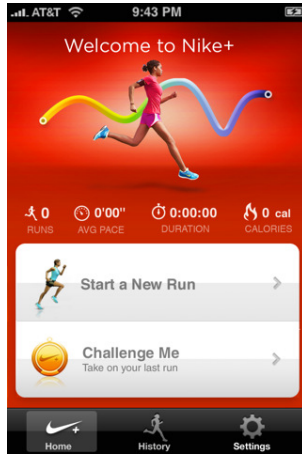 AT&T 9:43 PM
Welcome to Nike+
0 0'00" 0:00:00 0 cal
RUNS AVG PACE DURATION CALORIES
Start a New Run
Challenge Me
Take on your last run
Home History Settings